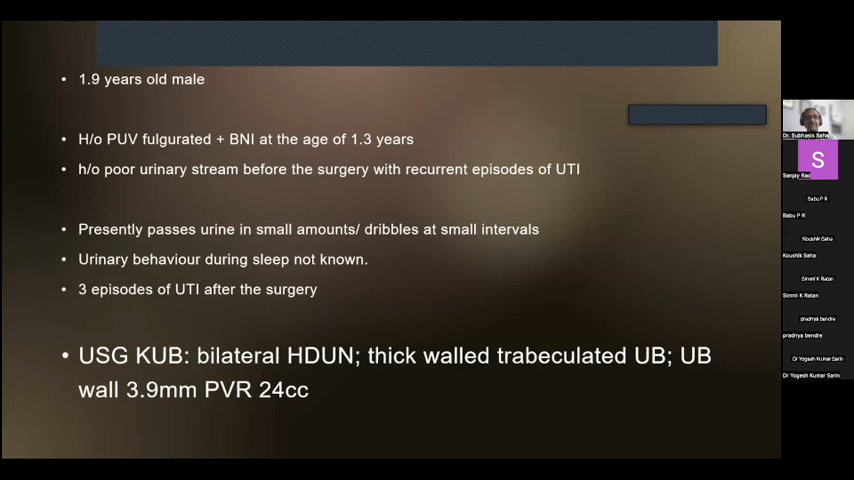 • 1.9 years old male
• H/o PUV fulgurated + BNI at the age of 1.3 years
• h/o poor urinary stream before the surgery with recurrent episodes of UTI
• Presently passes urine in small amounts/ dribbles at small intervals
• Urinary behaviour during sleep not known.
• 3 episodes of UTI after the surgery
• USG KUB: bilateral HDUN; thick walled trabeculated UB; UB
wall 3.9mm PVR 24cc
Dr. Subhasis Saha
S
Sanjay Rao
Babu P R
Babu P R
Koushik Saha
Koushik Saha
Simmi K Ratan
Simmi K Ratan
pradnya bendre
pradnya bendre
Dr Yogesh Kumar Sarin
Dr Yogesh Kumar Sarin